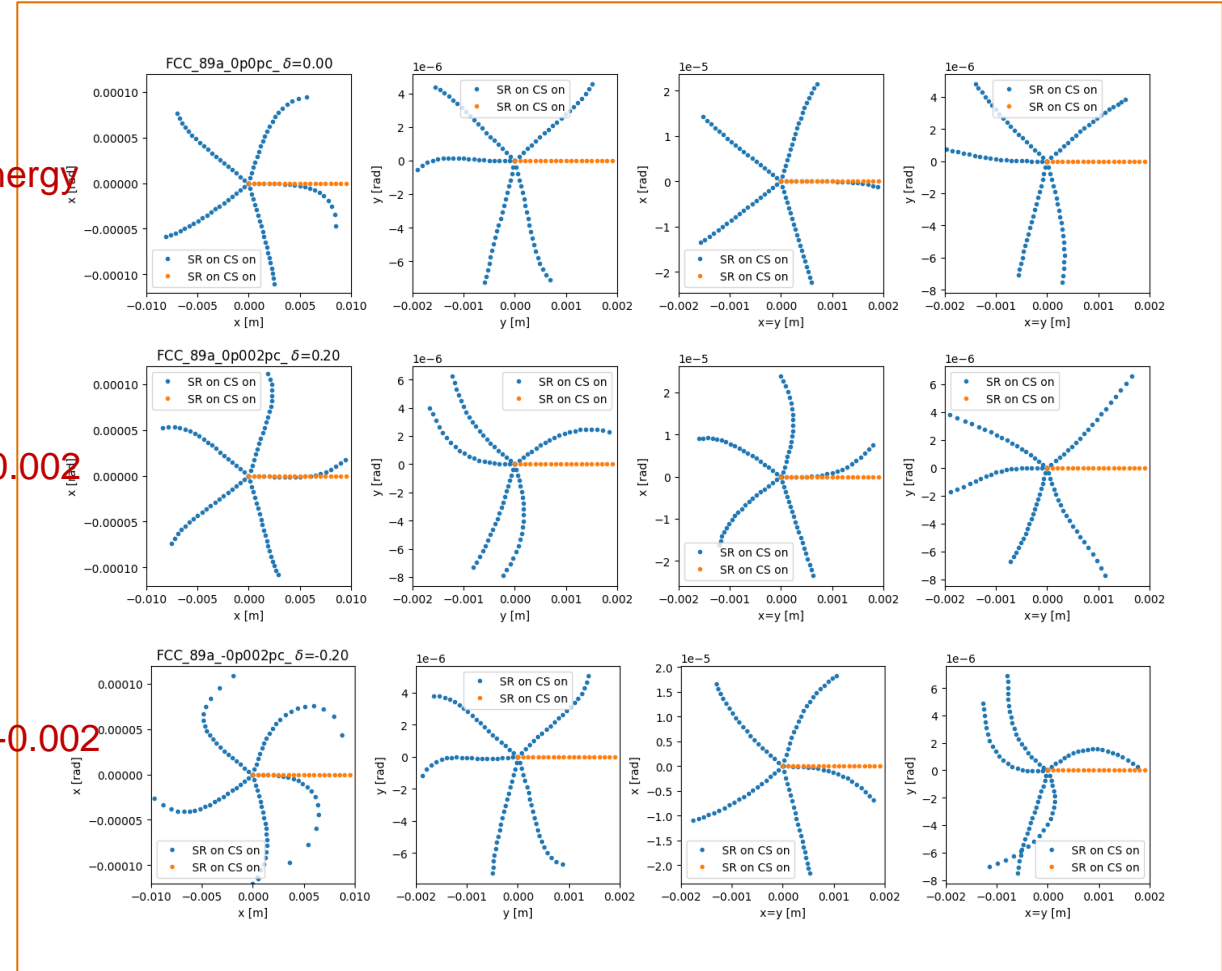 FCC_89a_0p0pc_ δ=0.00
1e−6
1e−5
1e−6
SR on CS on
SR on CS on
SR on CS on
SR on CS on
SR on CS on
SR on CS on
SR on CS on
SR on CS on
0.00010
0.00005
0.00000
−0.00005
−0.00010
x [rad]
nergy
−0.010 −0.005 0.000 0.005 0.010
x [m]
4
2
0
−2
−4
−6
y [rad]
−0.002 −0.001 0.000 0.001 0.002
y [m]
2
1
0
−1
−2
x [rad]
−0.002 −0.001 0.000 0.001 0.002
x=y [m]
4
2
0
−2
−4
−6
−8
y [rad]
−0.002 −0.001 0.000 0.001 0.002
x=y [m]
FCC_89a_0p002pc_ δ=0.20
1e−6
1e−5
1e−6
SR on CS on
SR on CS on
SR on CS on
SR on CS on
SR on CS on
SR on CS on
SR on CS on
SR on CS on
0.00010
0.00005
0.00000
−0.00005
−0.00010
x [rad]
0.002
−0.010 −0.005 0.000 0.005 0.010
x [m]
6
4
2
0
−2
−4
−6
−8
y [rad]
−0.002 −0.001 0.000 0.001 0.002
y [m]
2
1
0
−1
−2
x [rad]
−0.002 −0.001 0.000 0.001 0.002
x=y [m]
6
4
2
0
−2
−4
−6
−8
y [rad]
−0.002 −0.001 0.000 0.001 0.002
x=y [m]
FCC_89a_-0p002pc_ δ=-0.20
1e−6
1e−5
1e−6
SR on CS on
SR on CS on
SR on CS on
SR on CS on
SR on CS on
SR on CS on
SR on CS on
SR on CS on
0.00010
0.00005
0.00000
−0.00005
−0.00010
x [rad]
-0.002
−0.010 −0.005 0.000 0.005 0.010
x [m]
4
2
0
−2
−4
−6
y [rad]
−0.002 −0.001 0.000 0.001 0.002
y [m]
2.0
1.5
1.0
0.5
0.0
−0.5
−1.0
−1.5
−2.0
x [rad]
−0.002 −0.001 0.000 0.001 0.002
x=y [m]
6
4
2
0
−2
−4
−6
−8
y [rad]
−0.002 −0.001 0.000 0.001 0.002
x=y [m]